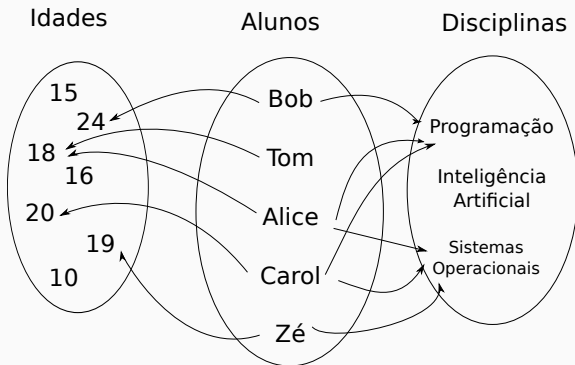 Idades
Alunos
Disciplinas
15
24
18
16
20
19
10
Bob
Tom
Alice
Carol
Zé
Programação
Inteligência
Artificial
Sistemas
Operacionais